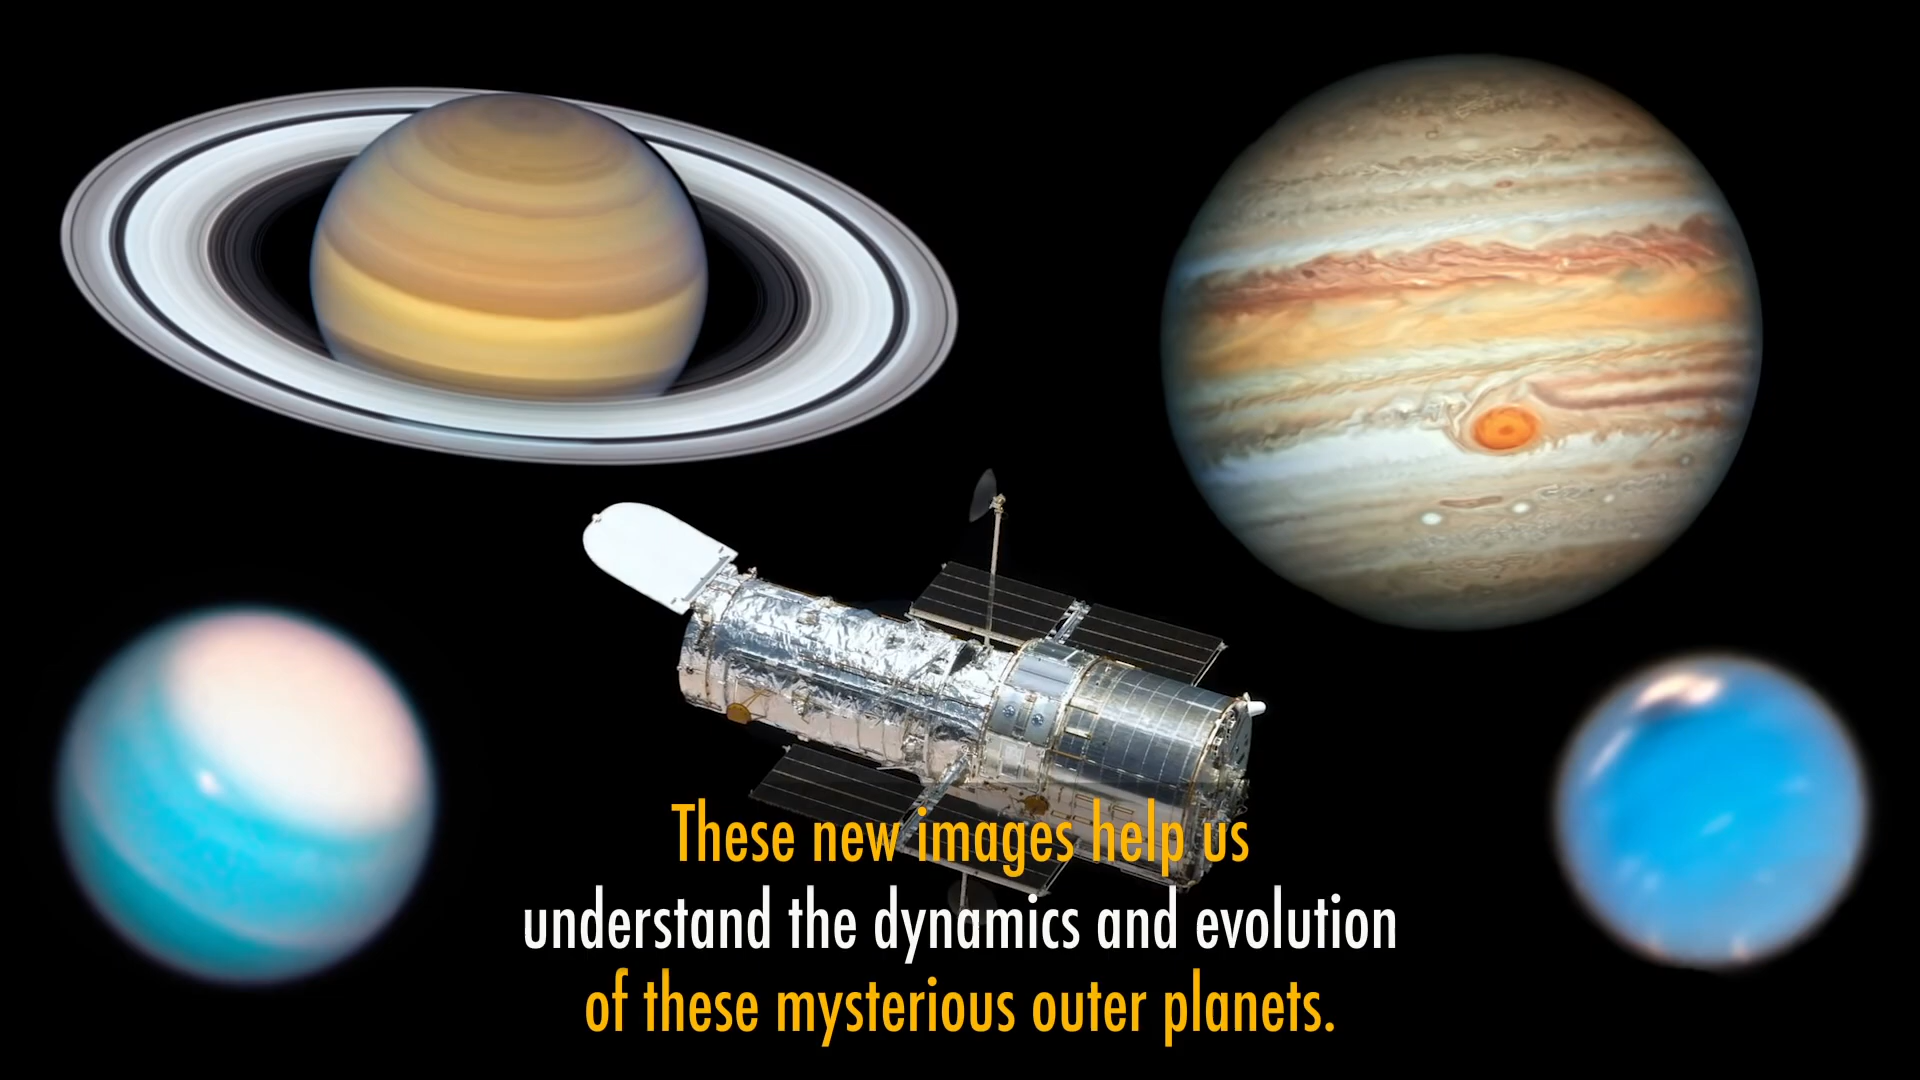 These new images help us
understand the dynamics and evolution
of these mysterious outer planets.